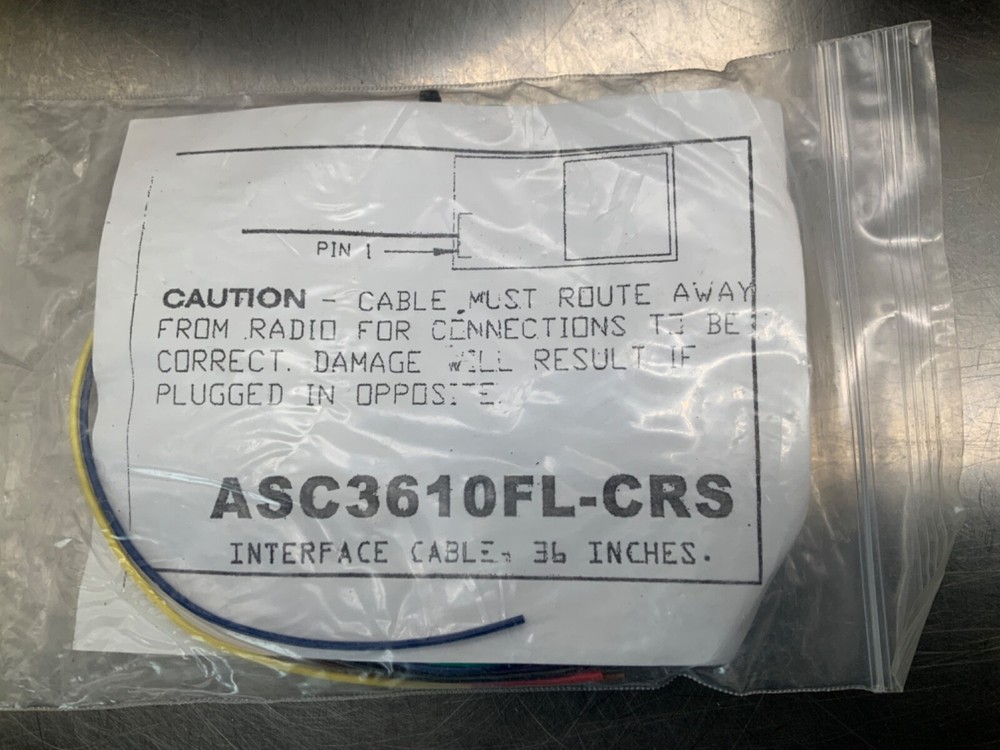 PIN 1
CAUTION - CABLE MUST ROUTE AWAY
FROM RADIO FOR CONNECTIONS TO BE
CORRECT. DAMAGE WILL RESULT IF
PLUGGED IN OPPOSITE.
ASC3610FL-CRS
INTERFACE CABLE, 36 INCHES.